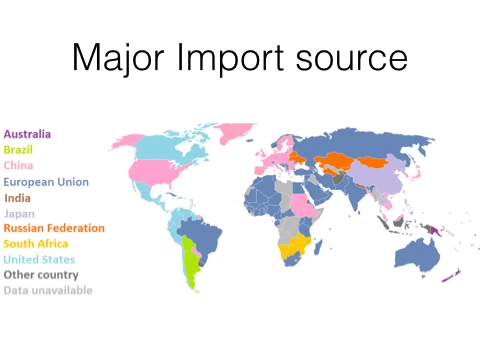 Major Import source
Australia
Brazil
China
European Union
India
Japan
Russian Federation
South Africa
United States
Other country
Data unavailable